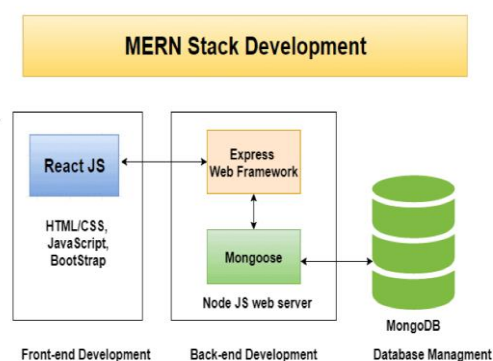 MERN Stack Development
React JS
HTML/CSS,
JavaScript,
BootStrap
Express
Web Framework
Mongoose
Node JS web server
MongoDB
Front-end Development
Back-end Development
Database Managment